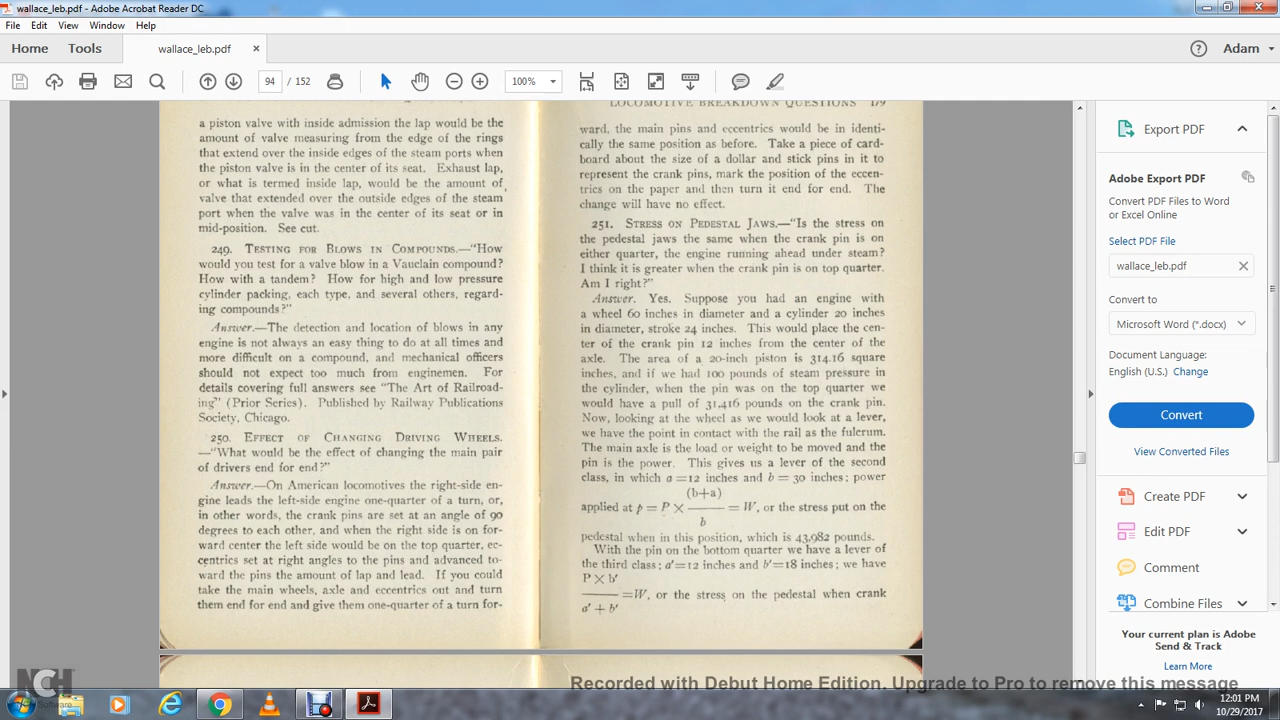 wallace_leb.pdf - Adobe Acrobat Reader DC
File Edit View Window Help
Home Tools wallace_leb.pdf × Adam
94 / 152 100%
a piston valve with inside admission the lap would be the
amount of valve measuring from the edge of the rings
that extend over the inside edges of the steam ports when
the piston valve is in the center of its seat. Exhaust lap,
or what is termed inside lap, would be the amount of
valve that extended over the outside edges of the steam
port when the valve was in the center of its seat or in
mid-position. See cut.
249. TESTING FOR BLOWS IN COMPOUNDS.—"How
would you test for a valve blow in a Vauclain compound?
How with a tandem? How for high and low pressure
cylinder packing, each type, and several others, regard-
ing compounds?"
Answer.—The detection and location of blows in any
engine is not always an easy thing to do at all times and
more difficult on a compound, and mechanical officers
should not expect too much from enginemen. For
details covering full answers see "The Art of Railroad-
ing" (Prior Series). Published by Railway Publications
Society, Chicago.
250. EFFECT OF CHANGING DRIVING WHEELS.
—"What would be the effect of changing the main pair
of drivers end for end?"
Answer.—On American locomotives the right-side en-
gine leads the left-side engine one-quarter of a turn, or,
in other words, the crank pins are set at an angle of 90
degrees to each other, and when the right side is on for-
ward center the left side would be on the top quarter, ec-
centrics set at right angles to the pins and advanced to-
ward the pins the amount of lap and lead. If you could
take the main wheels, axle and eccentrics out and turn
them end for end and give them one-quarter of a turn for-
LOCOMOTIVE BREAKDOWN QUESTIONS 179
ward, the main pins and eccentrics would be in identi-
cally the same position as before. Take a piece of card-
board about the size of a dollar and stick pins in it to
represent the crank pins, mark the position of the eccen-
trics on the paper and then turn it end for end. The
change will have no effect.
251. STRESS ON PEDESTAL JAWS.—"Is the stress on
the pedestal jaws the same when the crank pin is on
either quarter, the engine running ahead under steam?
I think it is greater when the crank pin is on top quarter.
Am I right?"
Answer. Yes. Suppose you had an engine with
a wheel 60 inches in diameter and a cylinder 20 inches
in diameter, stroke 24 inches. This would place the cen-
ter of the crank pin 12 inches from the center of the
axle. The area of a 20-inch piston is 314.16 square
inches, and if we had 100 pounds of steam pressure in
the cylinder, when the pin was on the top quarter we
would have a pull of 31,416 pounds on the crank pin.
Now, looking at the wheel as we would look at a lever,
we have the point in contact with the rail as the fulcrum.
The main axle is the load or weight to be moved and the
pin is the power. This gives us a lever of the second
class, in which a=12 inches and b = 30 inches; power
(b+a)
applied at p = P × ——— = W, or the stress put on the
b
pedestal when in this position, which is 43,982 pounds.
With the pin on the bottom quarter we have a lever of
the third class; a'=12 inches and b'=18 inches; we have
P × b'
——— =W, or the stress on the pedestal when crank
a' + b'
Export PDF
Adobe Export PDF
Convert PDF Files to Word
or Excel Online
Select PDF File
wallace_leb.pdf
Convert to
Microsoft Word (*.docx)
Document Language:
English (U.S.) Change
Convert
View Converted Files
Create PDF
Edit PDF
Comment
Combine Files
Your current plan is Adobe
Send & Track
Learn More
NCH
Software
Recorded with Debut Home Edition. Upgrade to Pro to remove this message
12:01 PM
10/29/2017